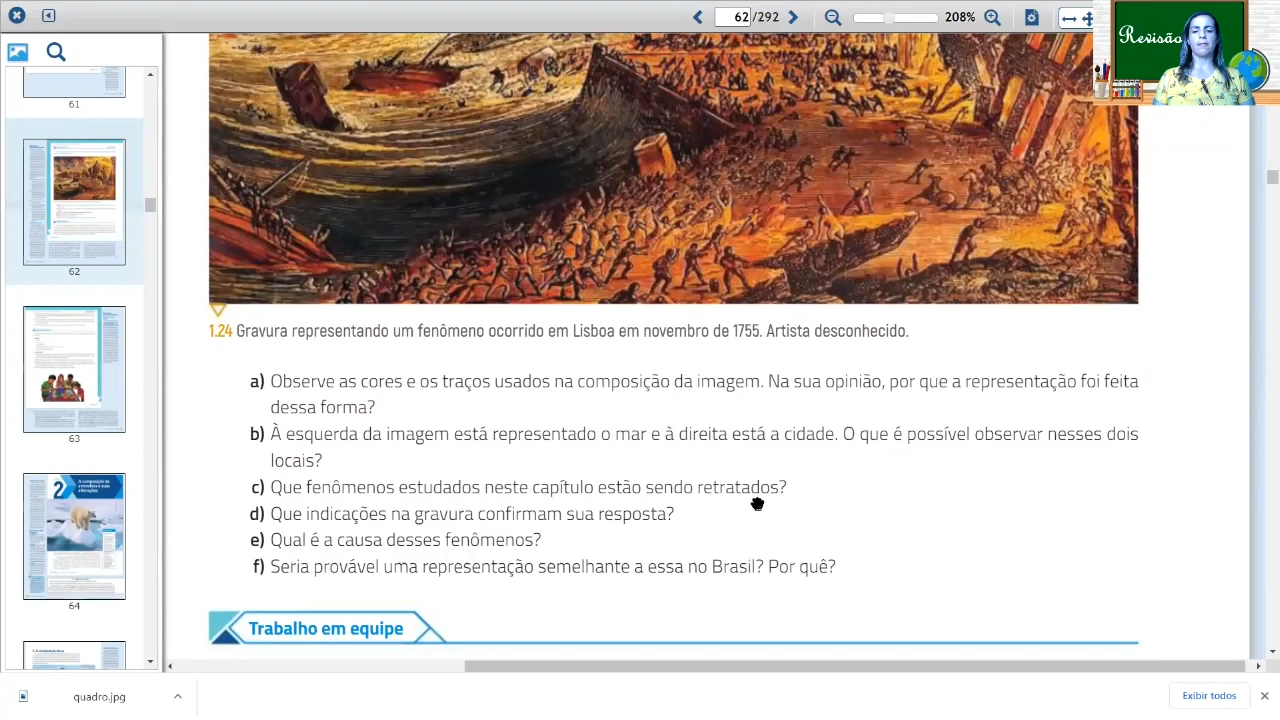 62 /292
208%
Revisão
61
62
63
2
64
1.24 Gravura representando um fenômeno ocorrido em Lisboa em novembro de 1755. Artista desconhecido.
a) Observe as cores e os traços usados na composição da imagem. Na sua opinião, por que a representação foi feita
dessa forma?
b) À esquerda da imagem está representado o mar e à direita está a cidade. O que é possível observar nesses dois
locais?
c) Que fenômenos estudados neste capítulo estão sendo retratados?
d) Que indicações na gravura confirmam sua resposta?
e) Qual é a causa desses fenômenos?
f) Seria provável uma representação semelhante a essa no Brasil? Por quê?
Trabalho em equipe
quadro.jpg
Exibir todos